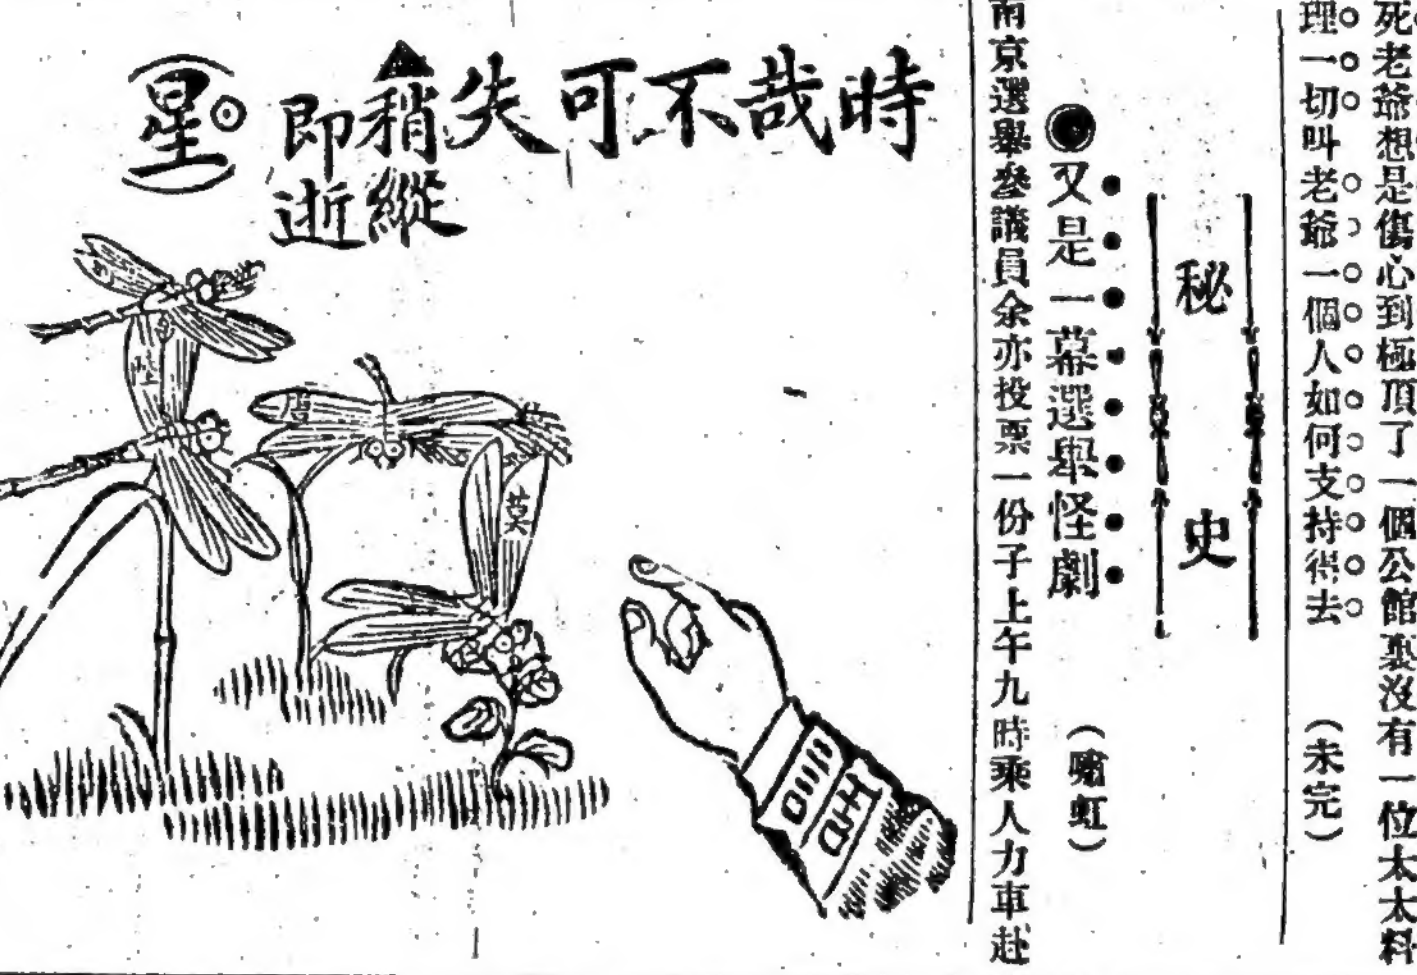 死老爺想是傷心到極頂了一個公館裏沒有一位太太料
理一切叫老爺一個人如何支持得去(未完)
秘史
又是一幕選舉怪劇(嘯虹)
南京選舉參議員余亦投票一份子上午九時乘人力車赴
時哉不可失
稍縱
即逝
星
唐
莫
陸